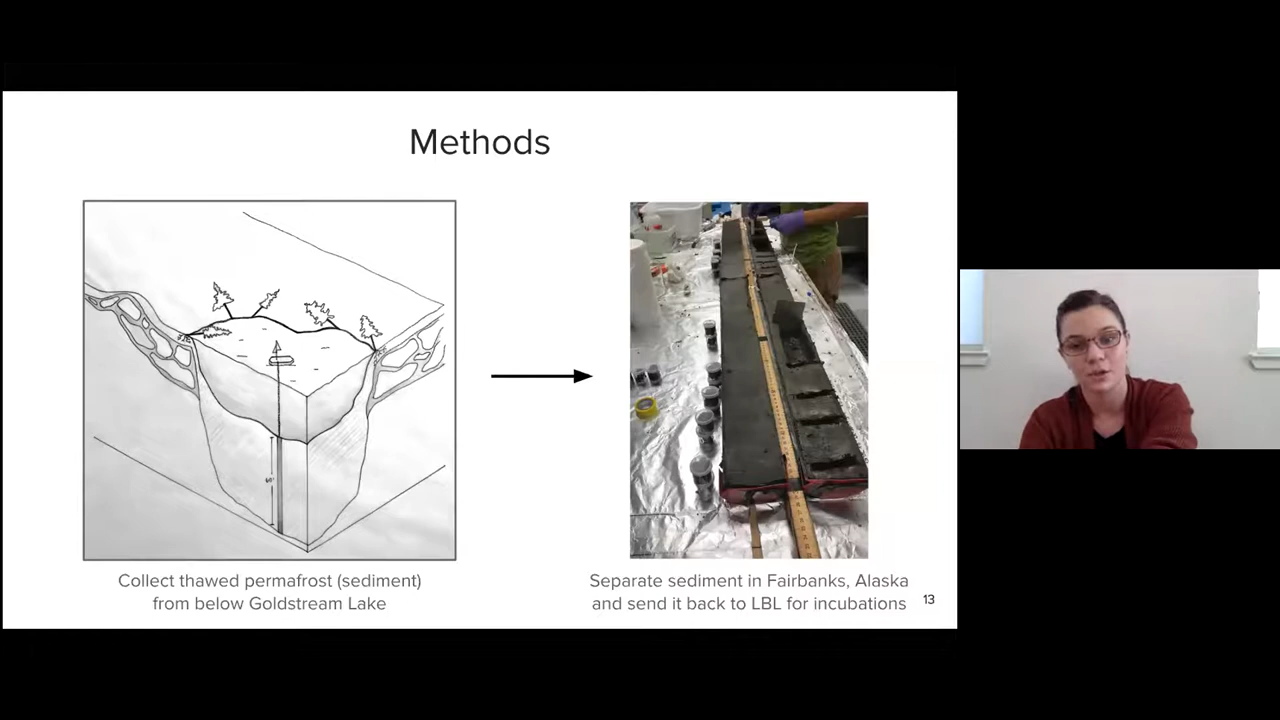 Methods
Collect thawed permafrost (sediment)
from below Goldstream Lake
Separate sediment in Fairbanks, Alaska
and send it back to LBL for incubations
13